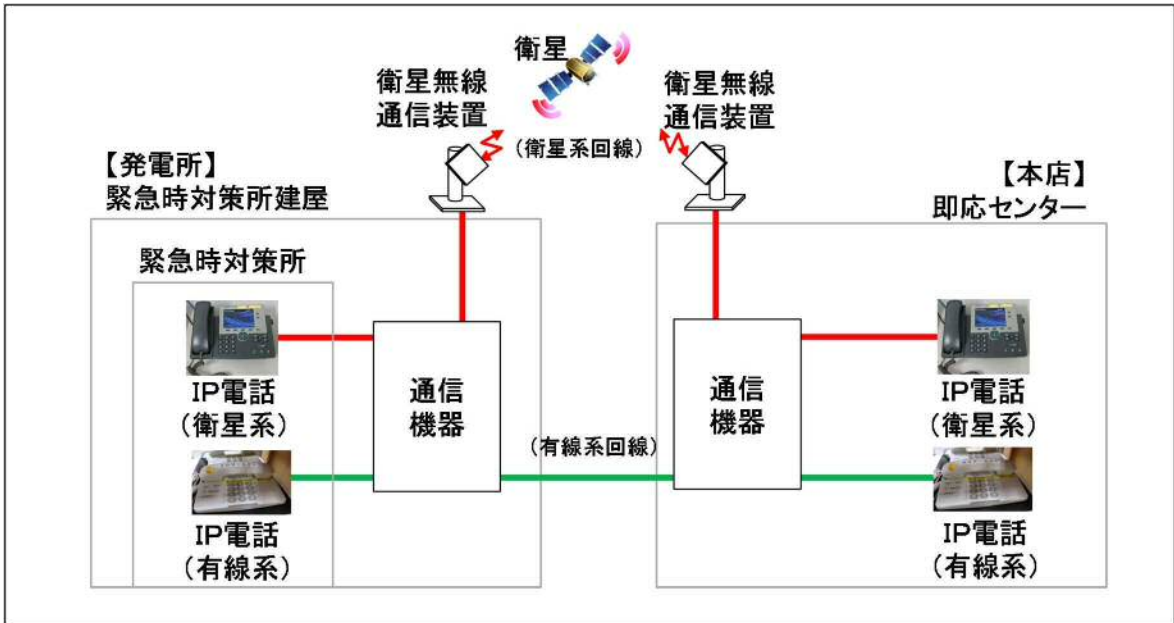 衛星
衛星無線
通信装置
衛星無線
通信装置
(衛星系回線)
【発電所】
緊急時対策所建屋
【本店】
即応センター
緊急時対策所
IP電話
(衛星系)
通信
機器
通信
機器
IP電話
(衛星系)
(有線系回線)
IP電話
(有線系)
IP電話
(有線系)